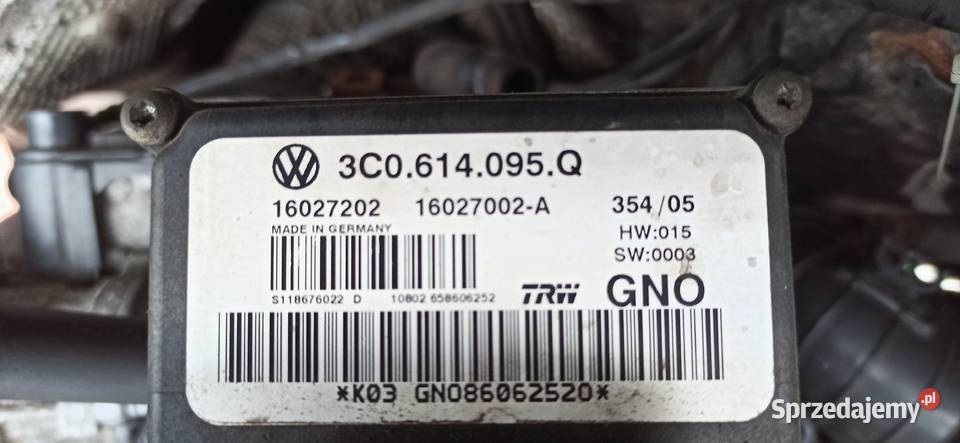 3C0.614.095.Q
16027202 16027002-A 354/05
MADE IN GERMANY HW:015
SW:0003
S118676022 D 10802 658606252 TRW GNO
*K03 GNO86062520*
Sprzedajemy.pl